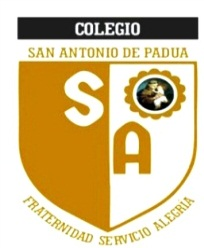 COLEGIO
SAN ANTONIO DE PADUA
S
A
FRATERNIDAD SERVICIO ALEGRIA